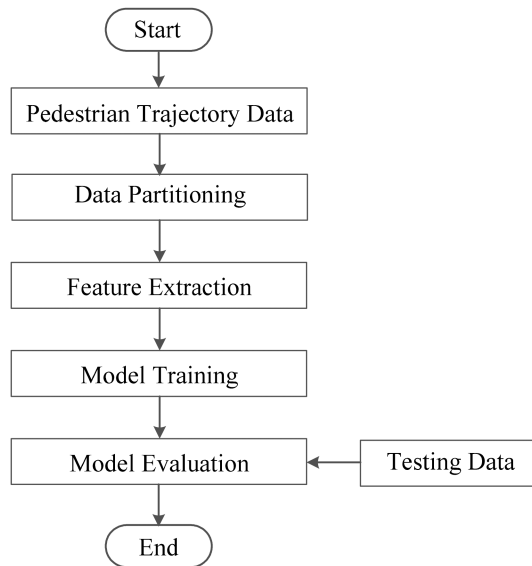 Start
Pedestrian Trajectory Data
Data Partitioning
Feature Extraction
Model Training
Model Evaluation
Testing Data
End